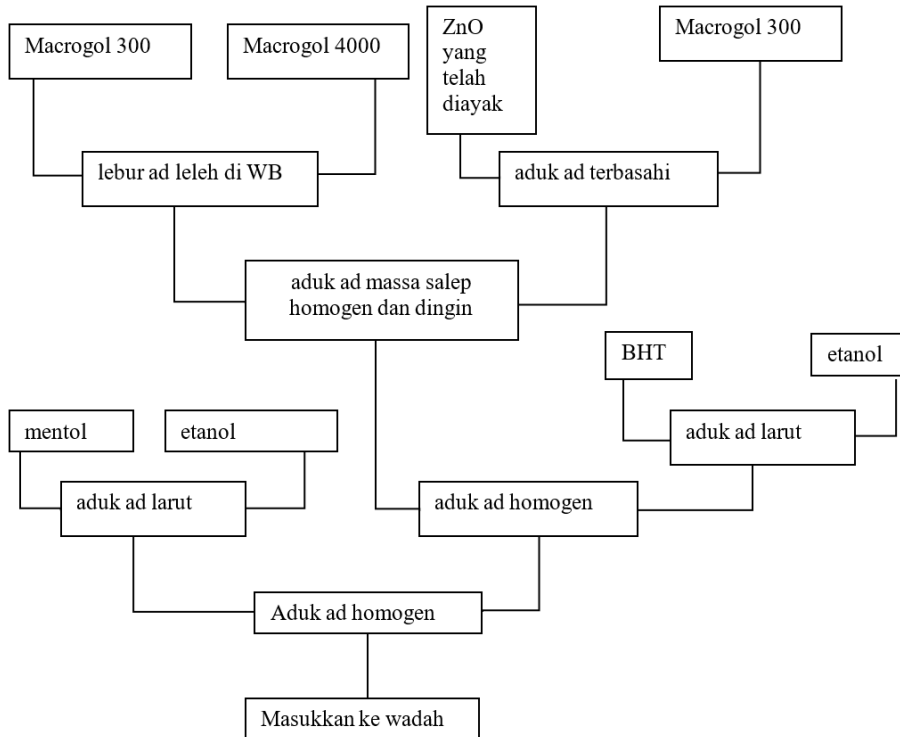 Macrogol 300
Macrogol 4000
ZnO
yang
telah
diayak
Macrogol 300
lebur ad leleh di WB
aduk ad terbasahi
aduk ad massa salep
homogen dan dingin
BHT
etanol
mentol
etanol
aduk ad larut
aduk ad larut
aduk ad homogen
Aduk ad homogen
Masukkan ke wadah